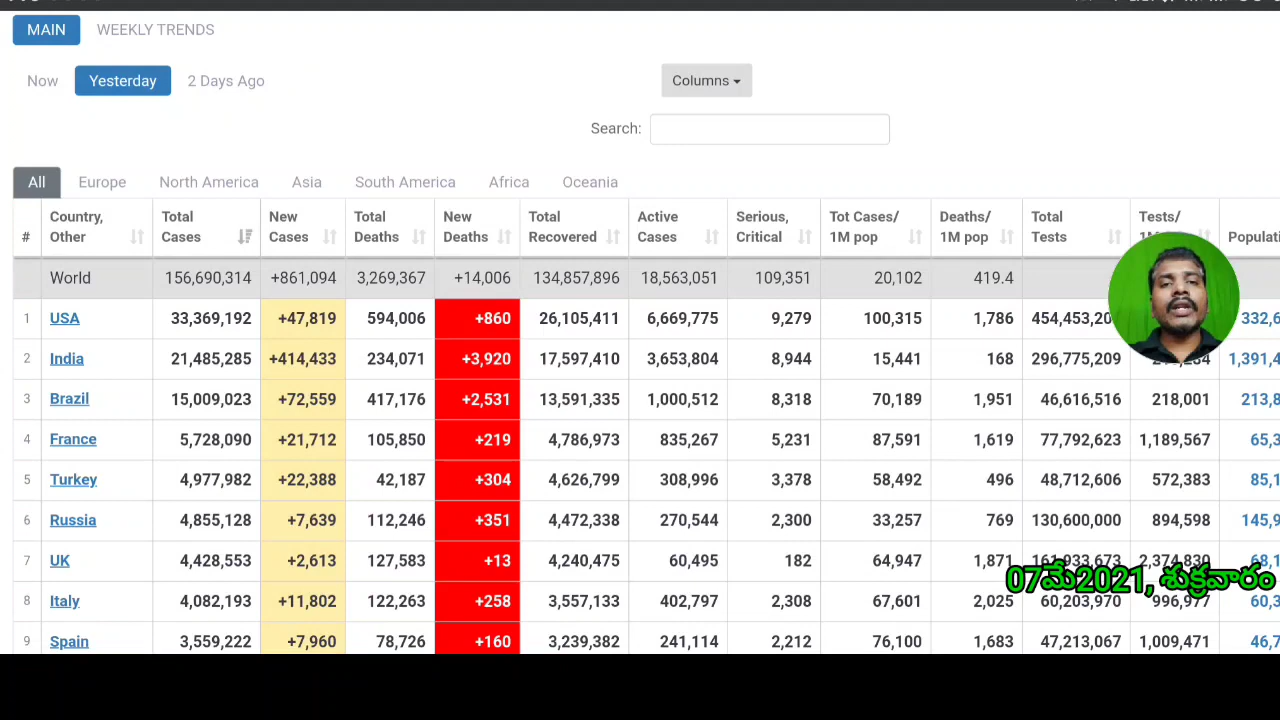 MAIN WEEKLY TRENDS
Now Yesterday 2 Days Ago Columns
Search:
All Europe North America Asia South America Africa Oceania
# Country, Other Total Cases New Cases Total Deaths New Deaths Total Recovered Active Cases Serious, Critical Tot Cases/ 1M pop Deaths/ 1M pop Total Tests Tests/
World 156,690,314 +861,094 3,269,367 +14,006 134,857,896 18,563,051 109,351 20,102 419.4
1 USA 33,369,192 +47,819 594,006 +860 26,105,411 6,669,775 9,279 100,315 1,786
2 India 21,485,285 +414,433 234,071 +3,920 17,597,410 3,653,804 8,944 15,441 168 296,775,209
3 Brazil 15,009,023 +72,559 417,176 +2,531 13,591,335 1,000,512 8,318 70,189 1,951 46,616,516 218,001
4 France 5,728,090 +21,712 105,850 +219 4,786,973 835,267 5,231 87,591 1,619 77,792,623 1,189,567
5 Turkey 4,977,982 +22,388 42,187 +304 4,626,799 308,996 3,378 58,492 496 48,712,606 572,383
6 Russia 4,855,128 +7,639 112,246 +351 4,472,338 270,544 2,300 33,257 769 130,600,000 894,598
7 UK 4,428,553 +2,613 127,583 +13 4,240,475 60,495 182 64,947 1,871
07మే2021, శుక్రవారం
8 Italy 4,082,193 +11,802 122,263 +258 3,557,133 402,797 2,308 67,601 2,025 60,203,970 996,977
9 Spain 3,559,222 +7,960 78,726 +160 3,239,382 241,114 2,212 76,100 1,683 47,213,067 1,009,471